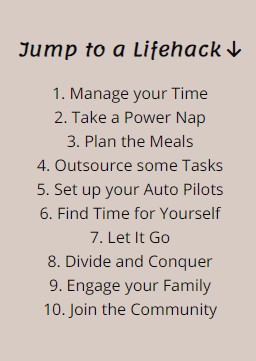 Jump to a Lifehack↓
1. Manage your Time
2. Take a Power Nap
3. Plan the Meals
4. Outsource some Tasks
5. Set up your Auto Pilots
6. Find Time for Yourself
7. Let It Go
8. Divide and Conquer
9. Engage your Family
10. Join the Community